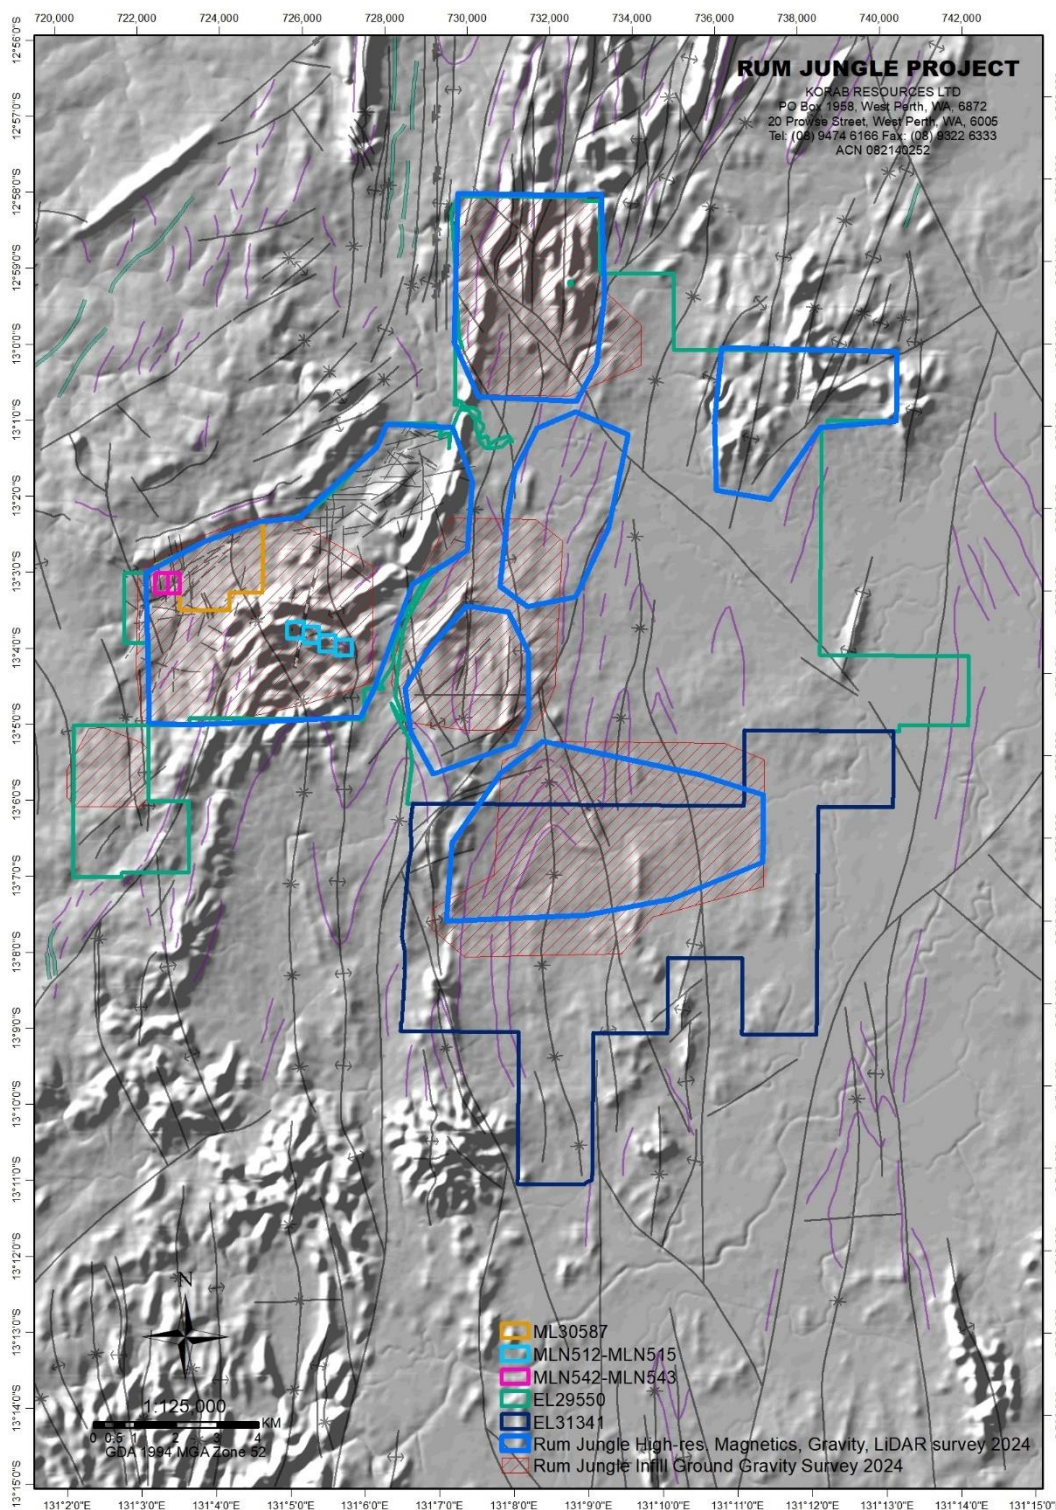 720,000 722,000 724,000 726,000 728,000 730,000 732,000 734,000 736,000 738,000 740,000 742,000
RUM JUNGLE PROJECT
KORAB RESOURCES LTD
PO Box 1958, West Perth, WA, 6872
20 Prowse Street, West Perth, WA, 6005
Tel: (08) 9474 6166 Fax: (08) 9322 6333
ACN 082140252
12°56'0"S
12°57'0"S
12°58'0"S
12°59'0"S
13°0'0"S
13°1'0"S
13°2'0"S
13°3'0"S
13°4'0"S
13°5'0"S
13°6'0"S
13°7'0"S
13°8'0"S
13°9'0"S
13°10'0"S
13°11'0"S
13°12'0"S
13°13'0"S
13°14'0"S
13°15'0"S
N
1:125,000
KM
0 0.5 1 2 3 4
GDA 1994 MGA Zone 52
ML30587
MLN512-MLN515
MLN542-MLN543
EL29550
EL31341
Rum Jungle High-res. Magnetics, Gravity, LiDAR survey 2024
Rum Jungle Infill Ground Gravity Survey 2024
131°2'0"E 131°3'0"E 131°4'0"E 131°5'0"E 131°6'0"E 131°7'0"E 131°8'0"E 131°9'0"E 131°10'0"E 131°11'0"E 131°12'0"E 131°13'0"E 131°14'0"E 131°15'0"E